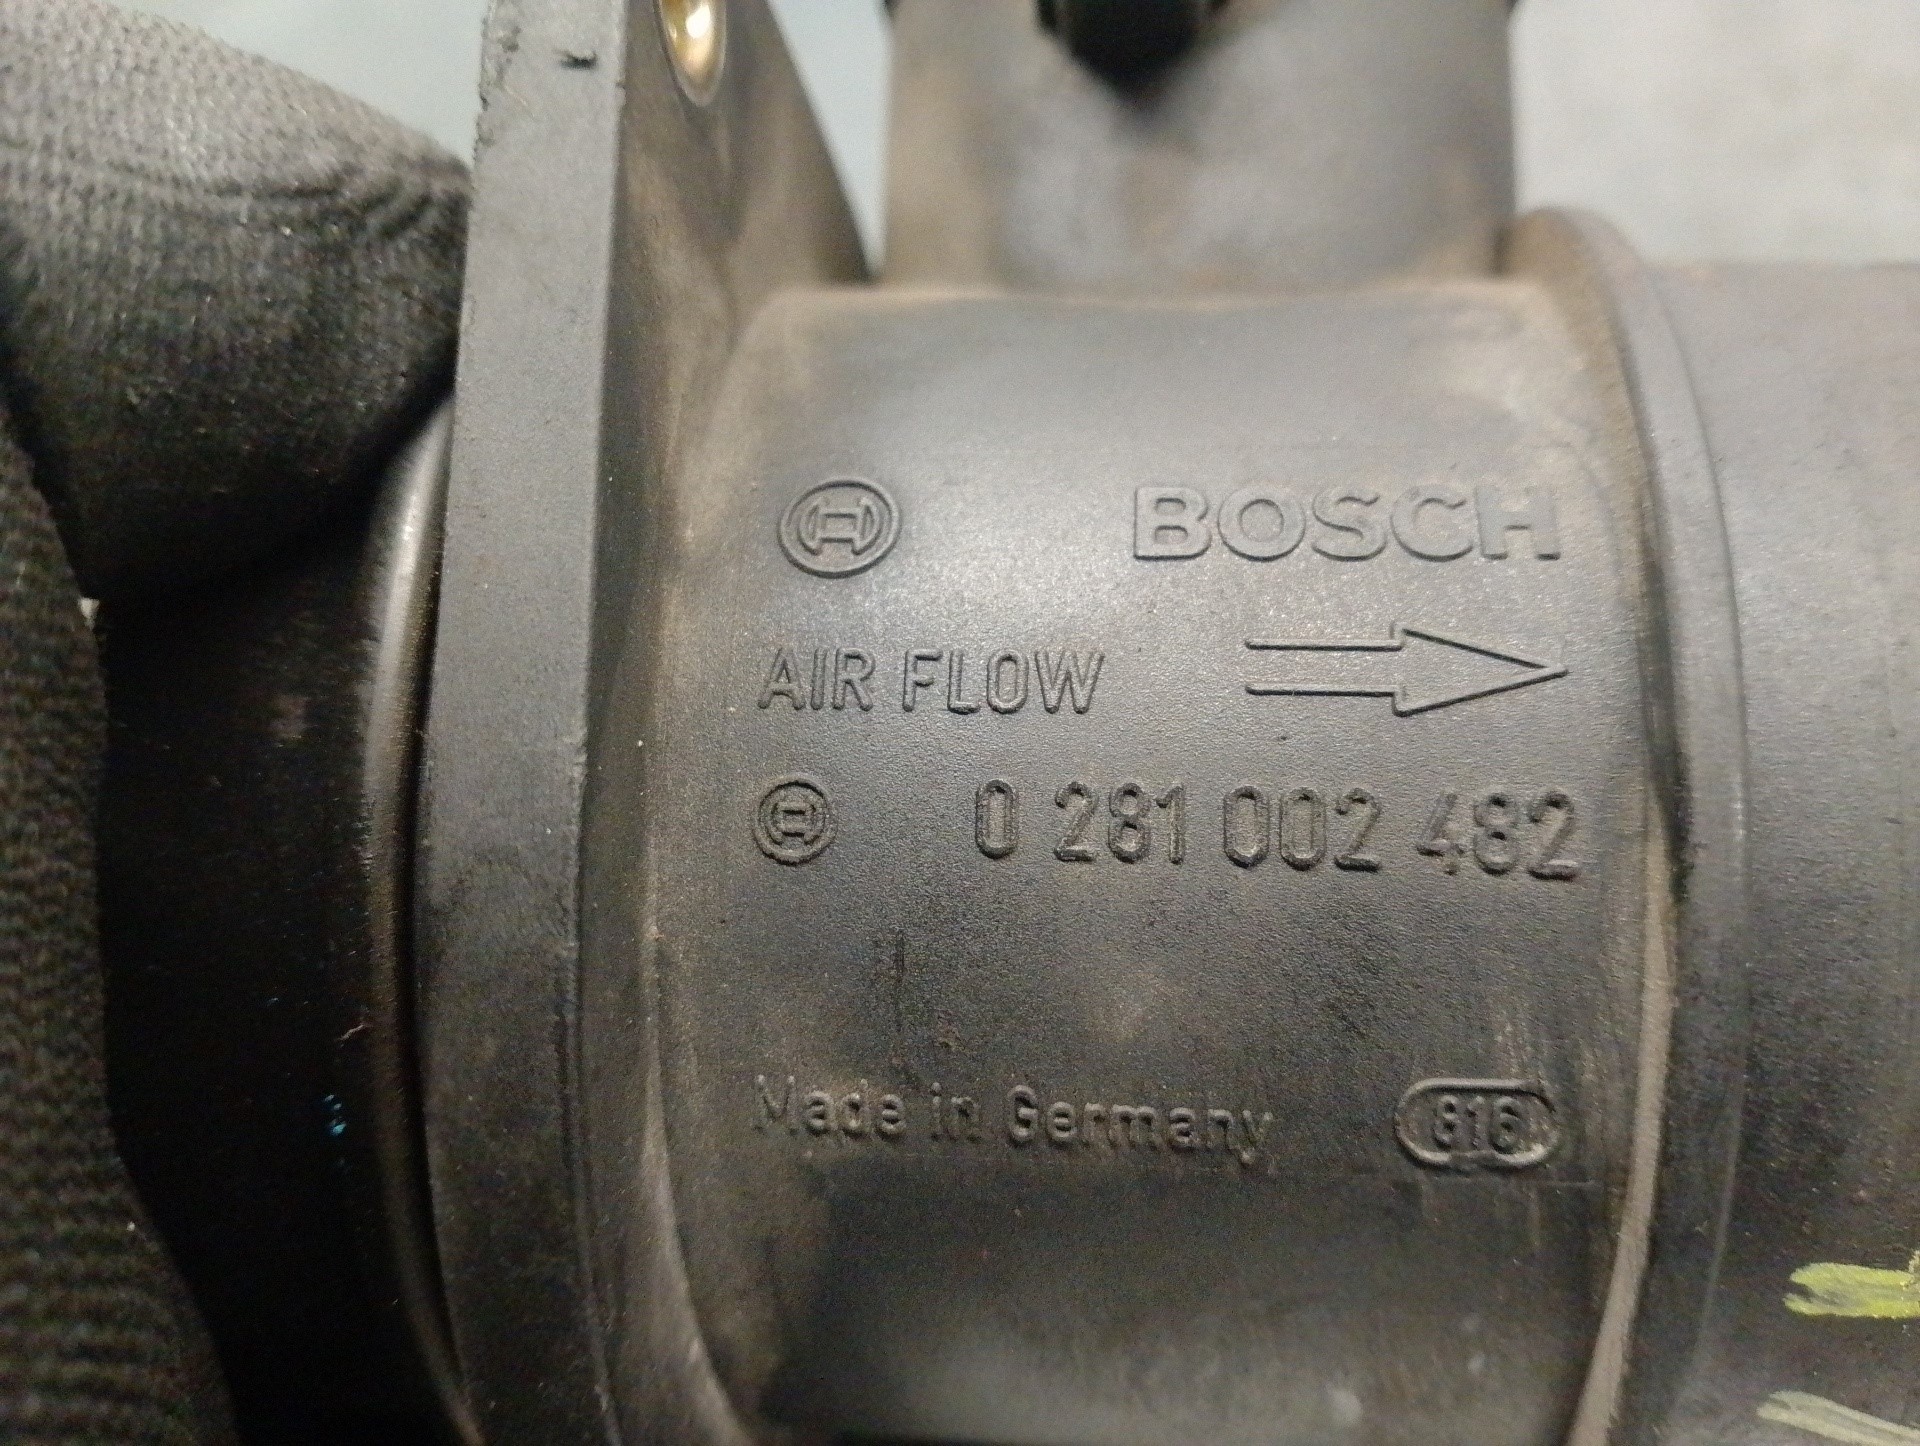 BOSCH
AIR FLOW
0 281 002 482
Made in Germany 816